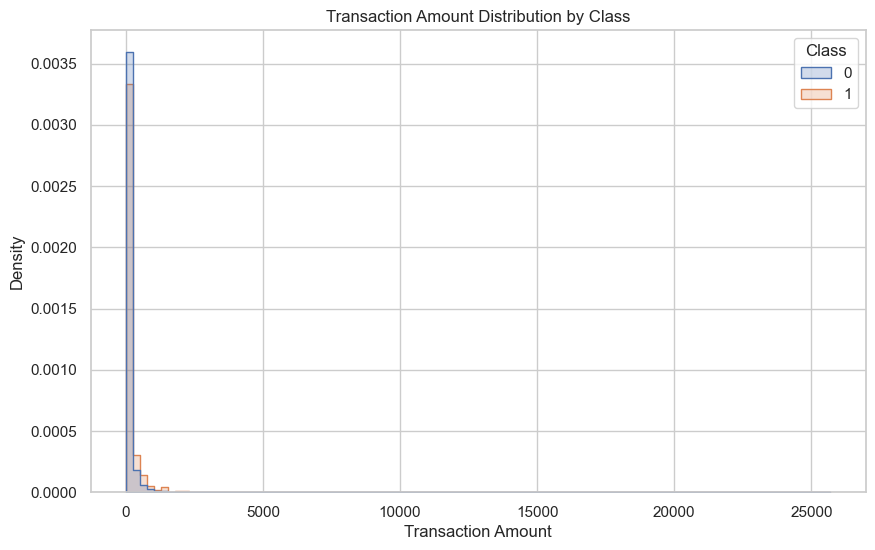 Transaction Amount Distribution by Class
Class
0
1
0.0035
0.0030
0.0025
0.0020
0.0015
0.0010
0.0005
0.0000
Density
0 5000 10000 15000 20000 25000
Transaction Amount